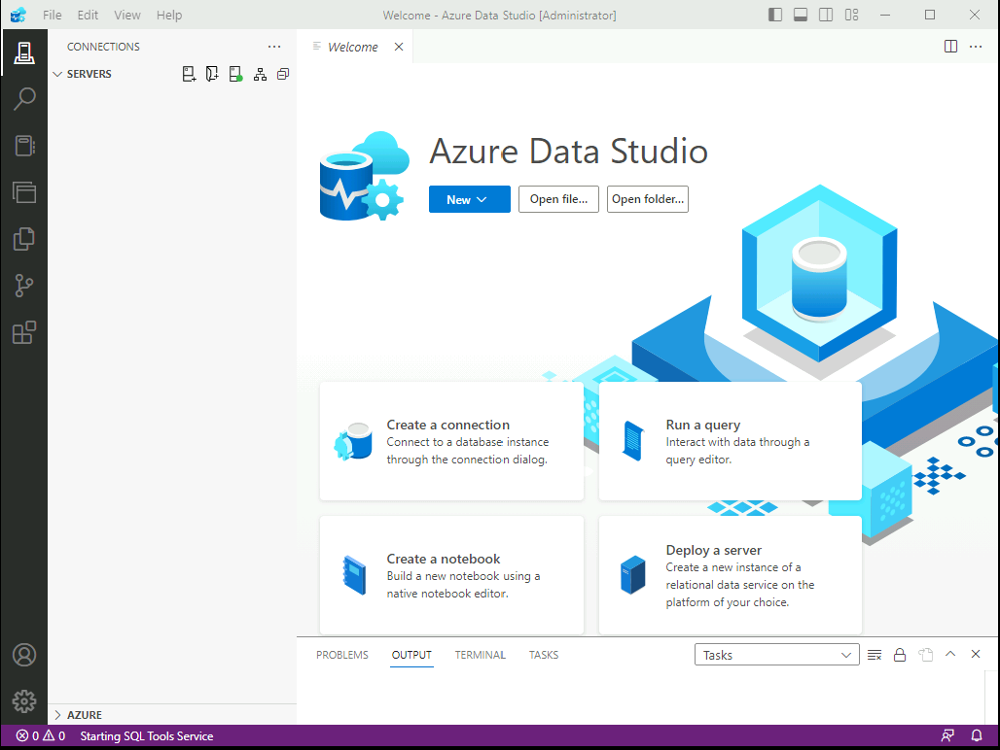 File Edit View Help
Welcome - Azure Data Studio [Administrator]
CONNECTIONS
SERVERS
Welcome
Azure Data Studio
New
Open file...
Open folder...
Create a connection
Connect to a database instance
through the connection dialog.
Run a query
Interact with data through a
query editor.
Create a notebook
Build a new notebook using a
native notebook editor.
Deploy a server
Create a new instance of a
relational data service on the
platform of your choice.
PROBLEMS OUTPUT TERMINAL TASKS
Tasks
AZURE
0 0 Starting SQL Tools Service